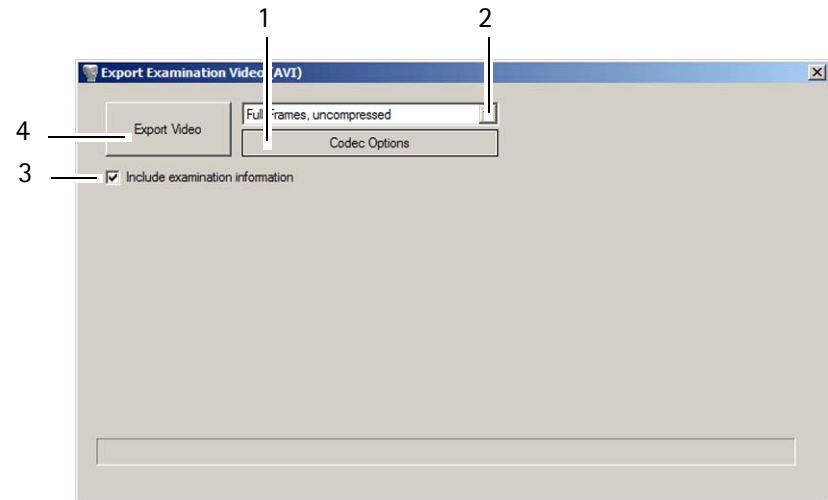 1 2
Export Examination Video (AVI)
Full Frames, uncompressed
4 Export Video
Codec Options
3 Include examination information